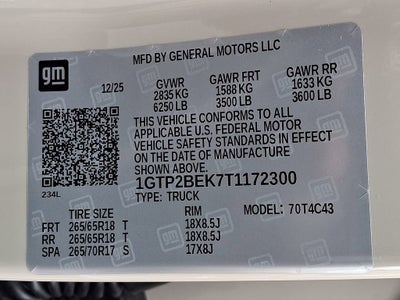 gm
MFD BY GENERAL MOTORS LLC
12/25 GVWR GAWR FRT GAWR RR
2835 KG 1588 KG 1633 KG
6250 LB 3500 LB 3600 LB
THIS VEHICLE CONFORMS TO ALL
APPLICABLE U.S. FEDERAL MOTOR
VEHICLE SAFETY STANDARDS IN EFFECT
ON THE DATE OF MANUFACTURE
SHOWN ABOVE.
1GTP2BEK7T1172300
234L TYPE: TRUCK
TIRE SIZE RIM MODEL: 70T4C43
FRT 265/65R18 T 18X8.5J
RR 265/65R18 T 18X8.5J
SPA 265/70R17 S 17X8J